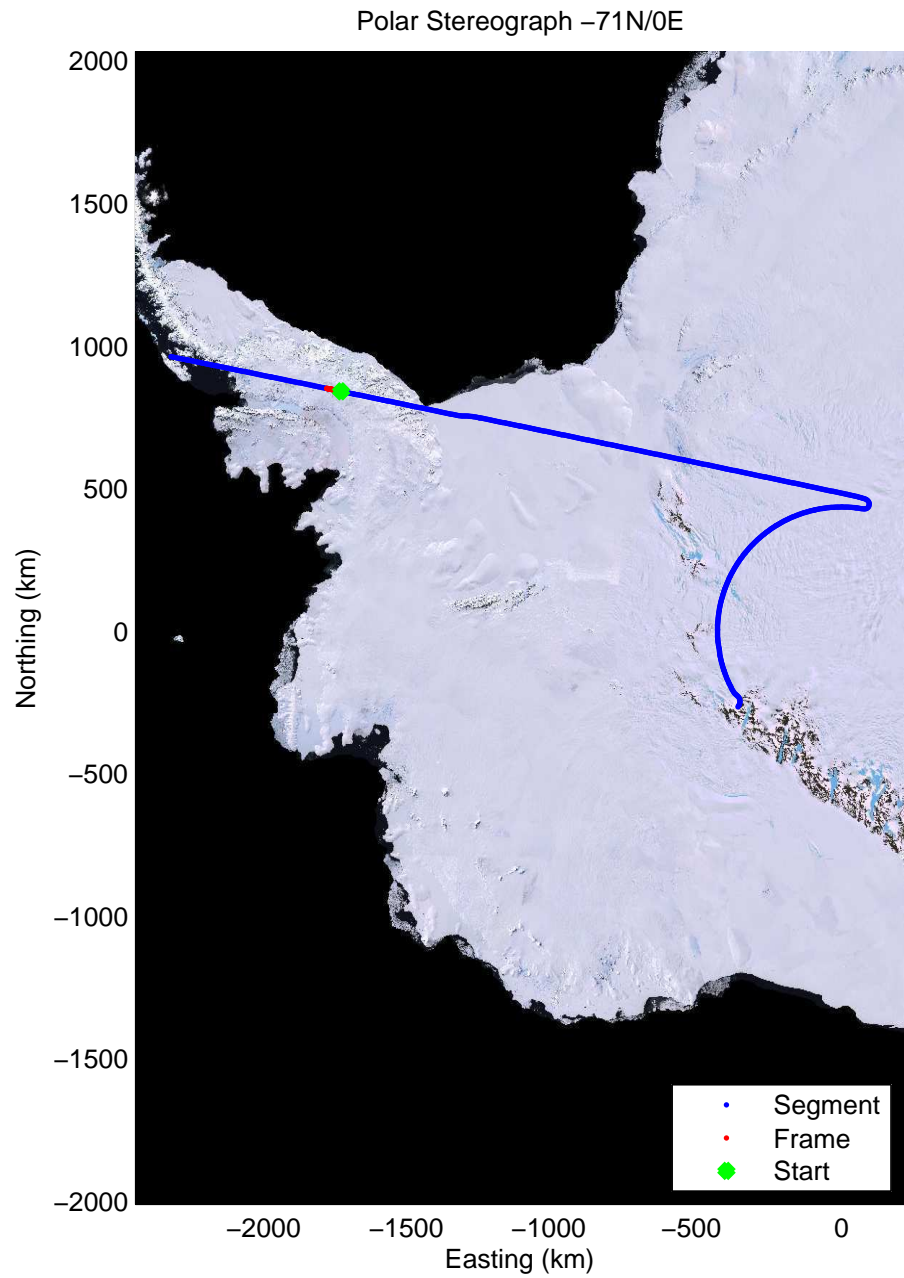 Polar Stereograph −71N/0E
2000
1500
1000
500
0
−500
−1000
−1500
−2000
Northing (km)
−2000 −1500 −1000 −500 0
Easting (km)
Segment
Frame
Start